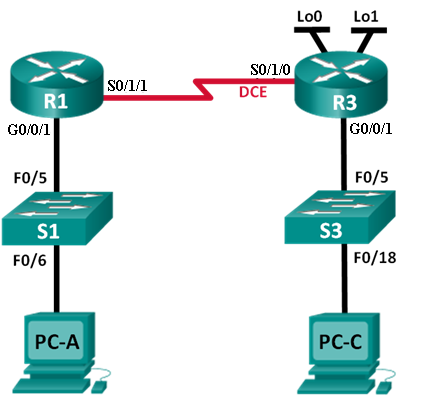 Lo0 Lo1
R1 S0/1/1 S0/1/0 R3
DCE
G0/0/1 G0/0/1
F0/5 F0/5
S1 S3
F0/6 F0/18
PC-A PC-C